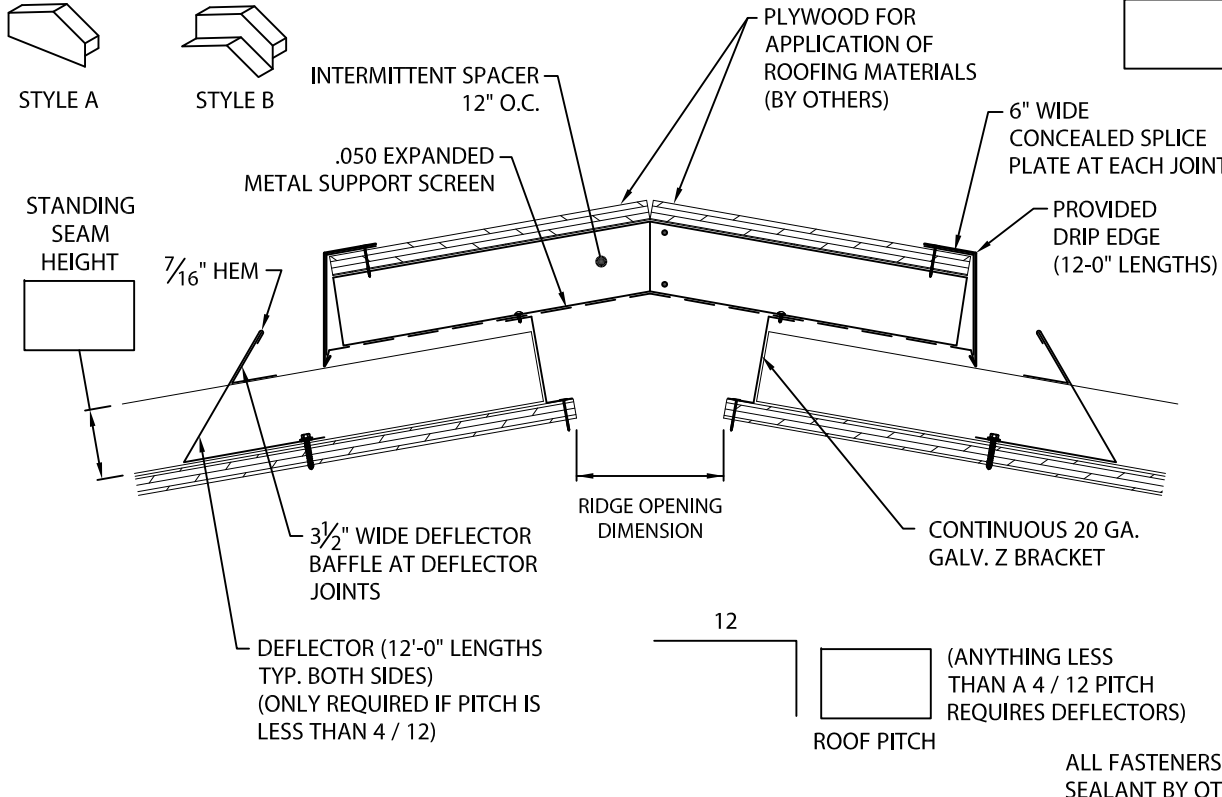 STYLE A
STYLE B
INTERMITTENT SPACER
12" O.C.
PLYWOOD FOR
APPLICATION OF
ROOFING MATERIALS
(BY OTHERS)
6" WIDE
CONCEALED SPLICE
PLATE AT EACH JOINT
.050 EXPANDED
METAL SUPPORT SCREEN
STANDING
SEAM
HEIGHT
7/16" HEM
PROVIDED
DRIP EDGE
(12-0" LENGTHS)
RIDGE OPENING
DIMENSION
3 1/2" WIDE DEFLECTOR
BAFFLE AT DEFLECTOR
JOINTS
CONTINUOUS 20 GA.
GALV. Z BRACKET
DEFLECTOR (12'-0" LENGTHS
TYP. BOTH SIDES)
(ONLY REQUIRED IF PITCH IS
LESS THAN 4 / 12)
12
(ANYTHING LESS
THAN A 4 / 12 PITCH
REQUIRES DEFLECTORS)
ROOF PITCH
ALL FASTENERS
SEALANT BY